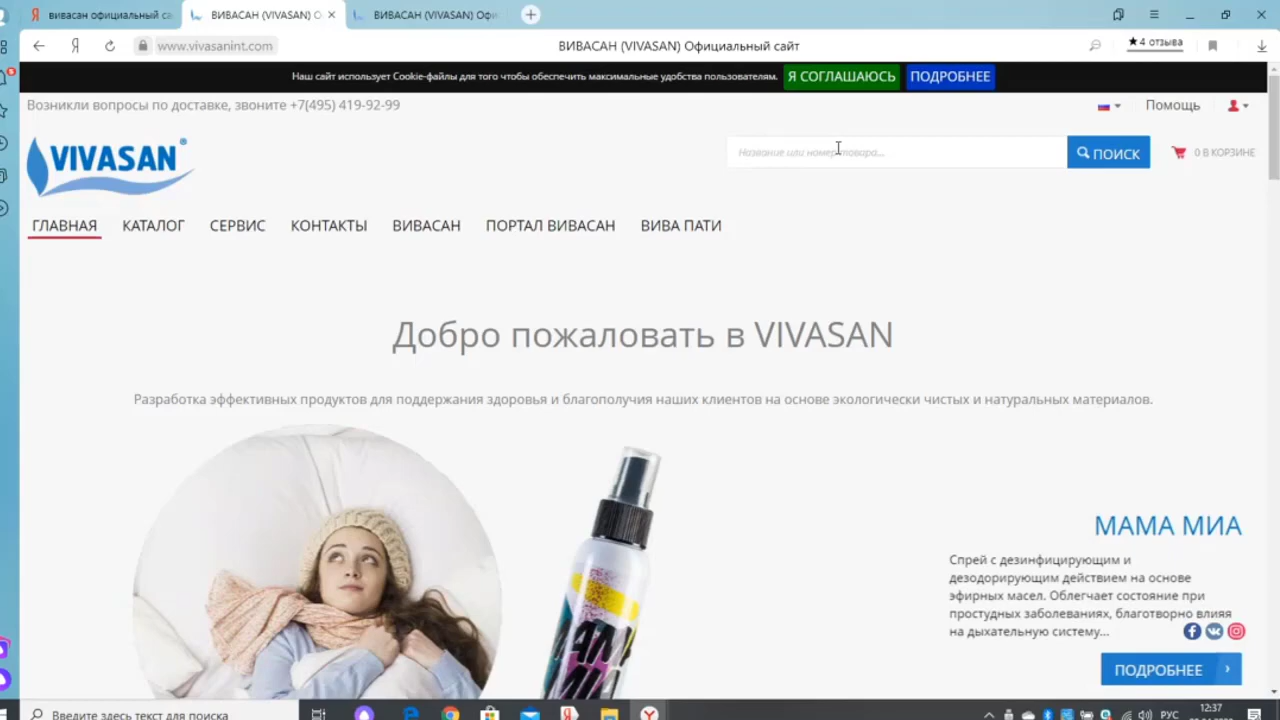 вивасан официальный са
ВИВАСАН (VIVASAN) О
ВИВАСАН (VIVASAN) Офи
www.vivasanint.com
ВИВАСАН (VIVASAN) Официальный сайт
★4 отзыва
Наш сайт использует Cookie-файлы для того чтобы обеспечить максимальные удобства пользователям.
Я СОГЛАШАЮСЬ
ПОДРОБНЕЕ
Возникли вопросы по доставке, звоните +7(495) 419-92-99
Помощь
VIVASAN®
Название или номер товара...
ПОИСК
0 В КОРЗИНЕ
ГЛАВНАЯ
КАТАЛОГ
СЕРВИС
КОНТАКТЫ
ВИВАСАН
ПОРТАЛ ВИВАСАН
ВИВА ПАТИ
Добро пожаловать в VIVASAN
Разработка эффективных продуктов для поддержания здоровья и благополучия наших клиентов на основе экологически чистых и натуральных материалов.
МАМА МИА
Спрей с дезинфицирующим и
дезодорирующим действием на основе
эфирных масел. Облегчает состояние при
простудных заболеваниях, благотворно влияя
на дыхательную систему...
ПОДРОБНЕЕ
Введите здесь текст для поиска
РУС
12:37